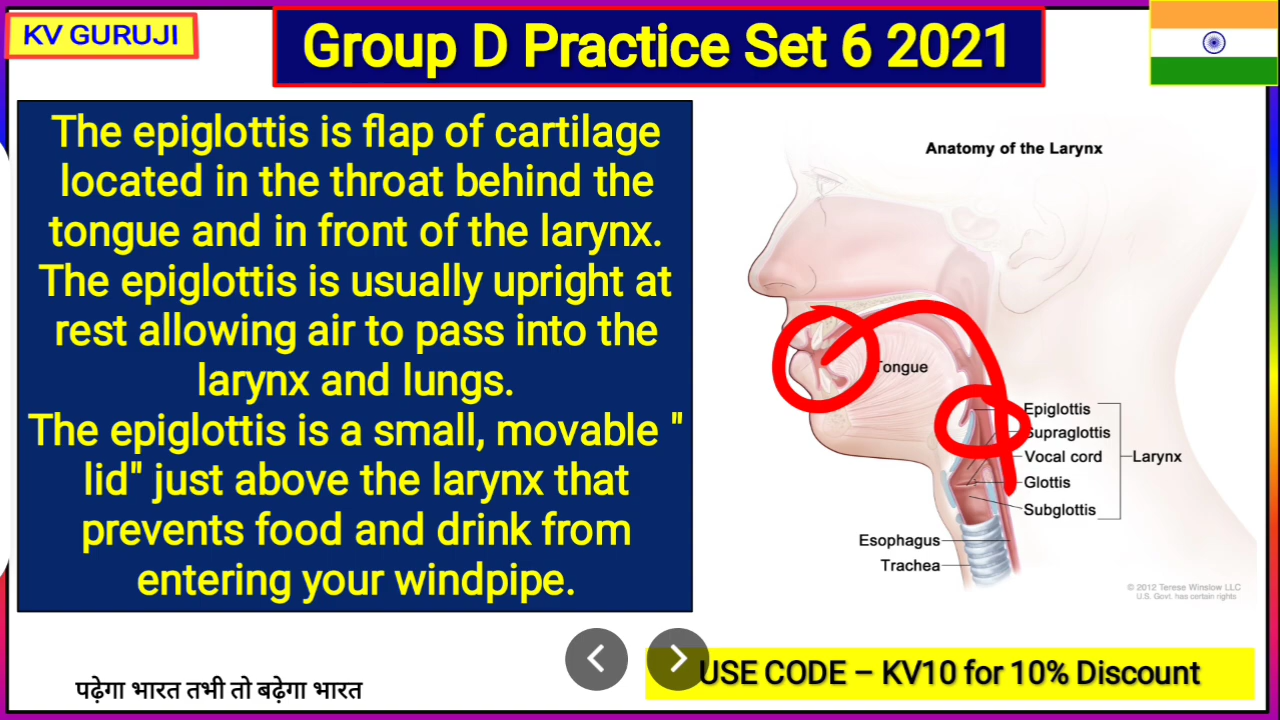 KV GURUJI
Group D Practice Set 6 2021
The epiglottis is flap of cartilage
located in the throat behind the
tongue and in front of the larynx.
The epiglottis is usually upright at
rest allowing air to pass into the
larynx and lungs.
The epiglottis is a small, movable "
lid" just above the larynx that
prevents food and drink from
entering your windpipe.
Anatomy of the Larynx
Tongue
Epiglottis
Supraglottis
Vocal cord
Larynx
Glottis
Subglottis
Esophagus
Trachea
© 2012 Terese Winslow LLC
U.S. Govt. has certain rights
USE CODE – KV10 for 10% Discount
पढ़ेगा भारत तभी तो बढ़ेगा भारत